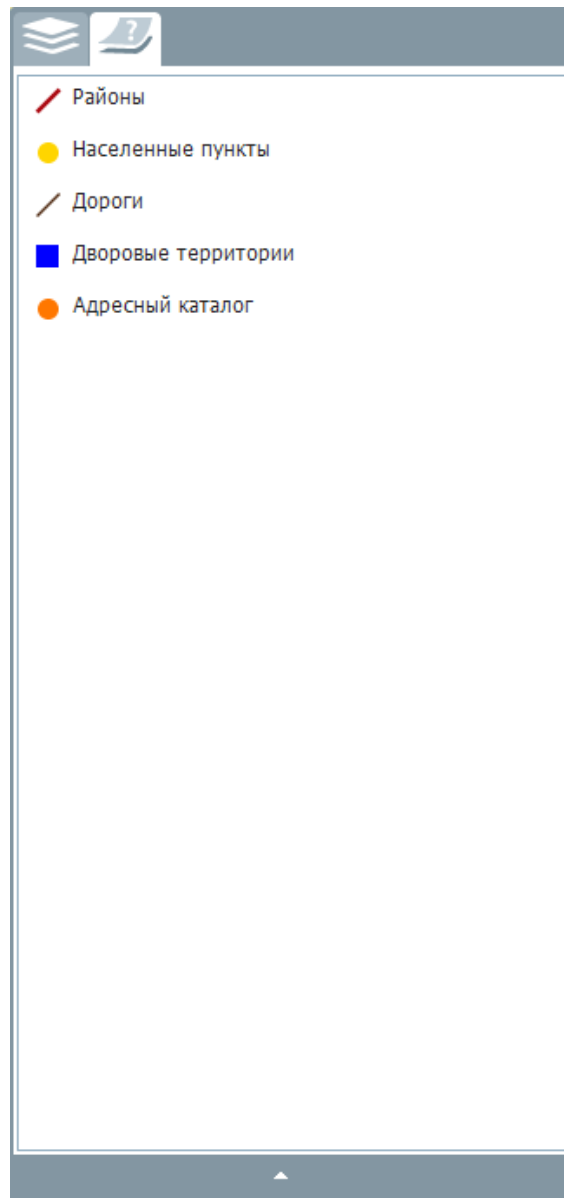 ?
Районы
Населенные пункты
Дороги
Дворовые территории
Адресный каталог